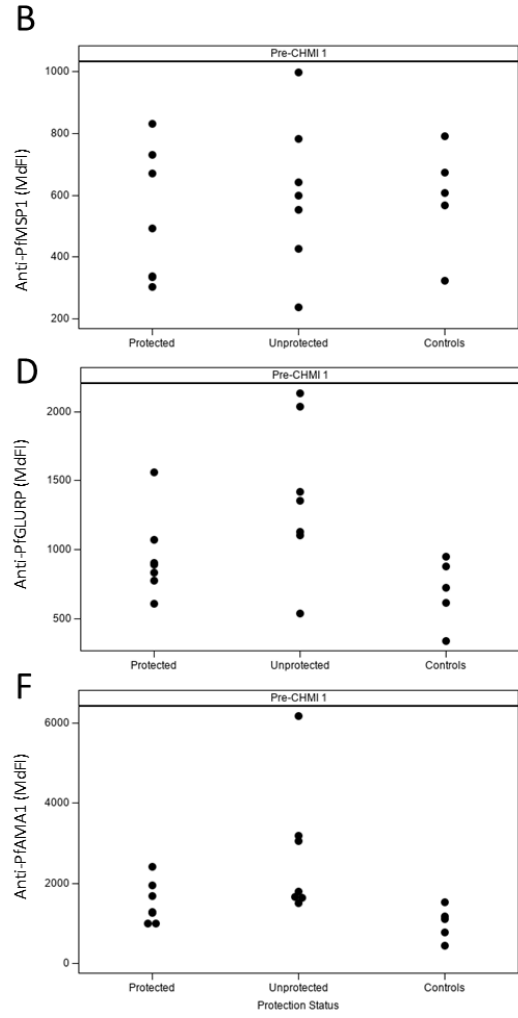 B
Pre-CHMI 1
Anti-PfMSP1 (MdFI)
1000
800
600
400
200
Protected Unprotected Controls
D
Pre-CHMI 1
Anti-PfGLURP (MdFI)
2000
1500
1000
500
Protected Unprotected Controls
F
Pre-CHMI 1
Anti-PfAMA1 (MdFI)
6000
4000
2000
0
Protected Unprotected Controls
Protection Status